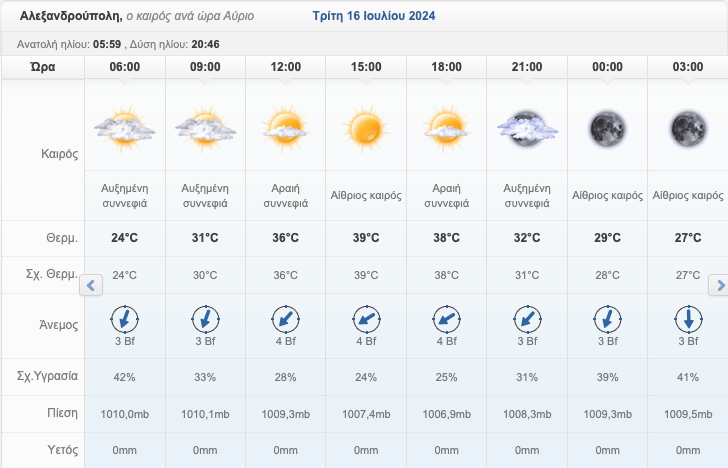 Αλεξανδρούπολη, ο καιρός ανά ώρα Αύριο Τρίτη 16 Ιουλίου 2024
Ανατολή ηλίου: 05:59 , Δύση ηλίου: 20:46
Ώρα 06:00 09:00 12:00 15:00 18:00 21:00 00:00 03:00
Καιρός
Αυξημένη συννεφιά Αυξημένη συννεφιά Αραιή συννεφιά Αίθριος καιρός Αραιή συννεφιά Αυξημένη συννεφιά Αίθριος καιρός Αίθριος καιρός
Θερμ. 24°C 31°C 36°C 39°C 38°C 32°C 29°C 27°C
Σχ. Θερμ. 24°C 30°C 36°C 39°C 38°C 31°C 28°C 27°C
Άνεμος 3 Bf 3 Bf 4 Bf 4 Bf 4 Bf 3 Bf 3 Bf 3 Bf
Σχ.Υγρασία 42% 33% 28% 24% 25% 31% 39% 41%
Πίεση 1010,0mb 1010,1mb 1009,3mb 1007,4mb 1006,9mb 1008,3mb 1009,3mb 1009,5mb
Υετός 0mm 0mm 0mm 0mm 0mm 0mm 0mm 0mm